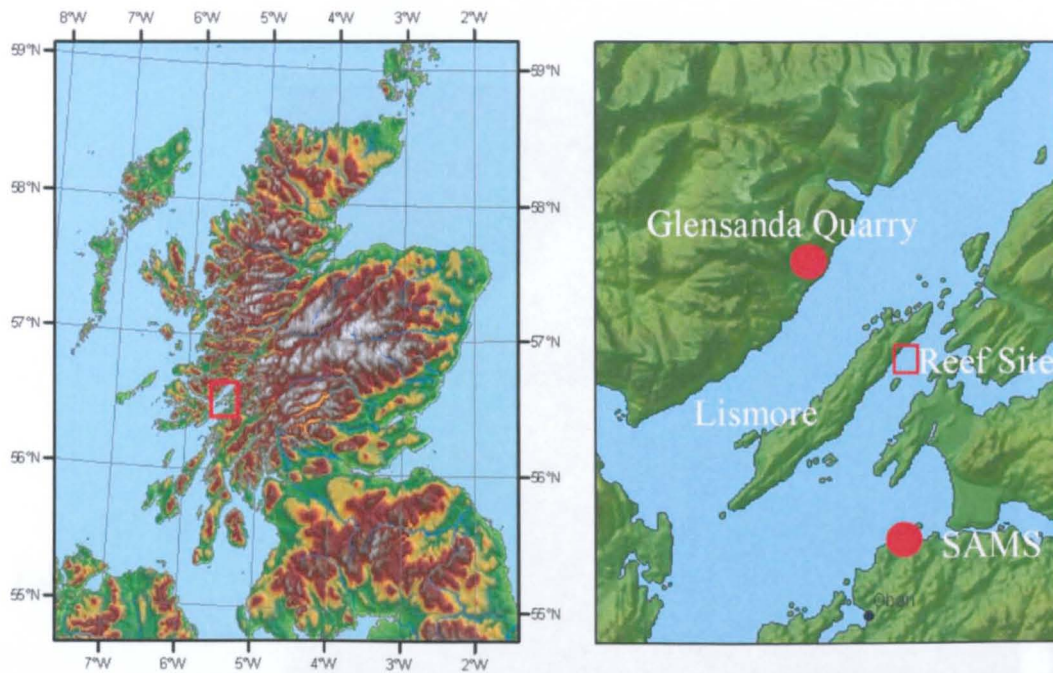 8°W 7°W 6°W 5°W 4°W 3°W 2°W
59°N
59°N
58°N
58°N
57°N
57°N
56°N
56°N
55°N
55°N
7°W 6°W 5°W 4°W 3°W 2°W
Glensanda Quarry
Reef Site
Lismore
SAMS
Oban